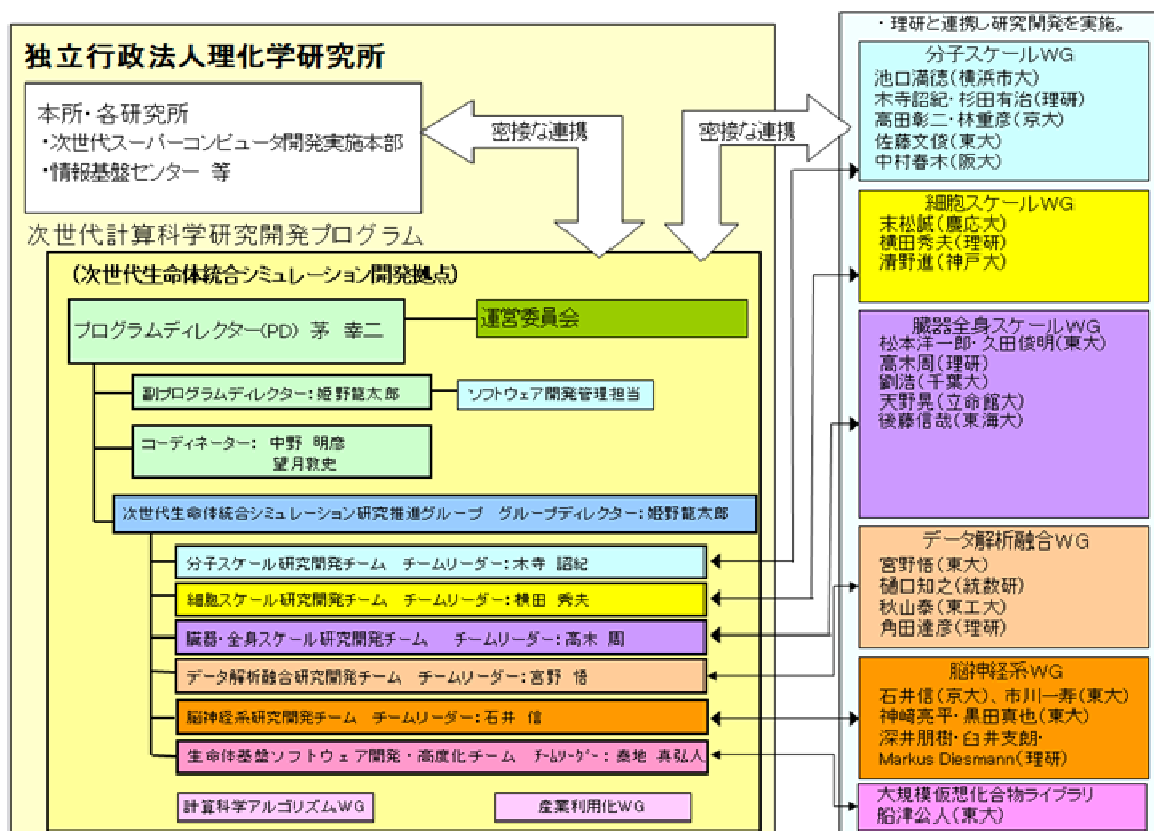 独立行政法人理化学研究所
本所・各研究所
・次世代スーパーコンピュータ開発実施本部
・情報基盤センター 等
密接な連携
密接な連携
次世代計算科学研究開発プログラム
(次世代生命体統合シミュレーション開発拠点)
プログラムディレクター(PD) 茅 幸二
運営委員会
副プログラムディレクター:姫野龍太郎
ソフトウェア開発管理担当
コーディネーター: 中野 明彦
望月敦史
次世代生命体統合シミュレーション研究推進グループ グループディレクター:姫野龍太郎
分子スケール研究開発チーム チームリーダー:木寺 詔紀
細胞スケール研究開発チーム チームリーダー:横田 秀夫
臓器・全身スケール研究開発チーム チームリーダー:高木 周
データ解析融合研究開発チーム チームリーダー:宮野 悟
脳神経系研究開発チーム チームリーダー:石井 信
生命体基盤ソフトウェア開発・高度化チーム チームリーダー:泰地 真弘人
計算科学アルゴリズムWG
産業利用化WG
・理研と連携し研究開発を実施。
分子スケールWG
池口満徳(横浜市大)
木寺詔紀・杉田有治(理研)
高田彰二・林重彦(京大)
佐藤文俊(東大)
中村春木(阪大)
細胞スケールWG
末松誠(慶応大)
横田秀夫(理研)
清野進(神戸大)
臓器全身スケールWG
松本洋一郎・久田俊明(東大)
高木周(理研)
劉浩(千葉大)
天野晃(立命館大)
後藤信哉(東海大)
データ解析融合WG
宮野悟(東大)
樋口知之(統数研)
秋山泰(東工大)
角田達彦(理研)
脳神経系WG
石井信(京大)、市川一寿(東大)
神崎亮平・黒田真也(東大)
深井朋樹・臼井支朗・
Markus Diesmann(理研)
大規模仮想化合物ライブラリ
船津公人(東大)